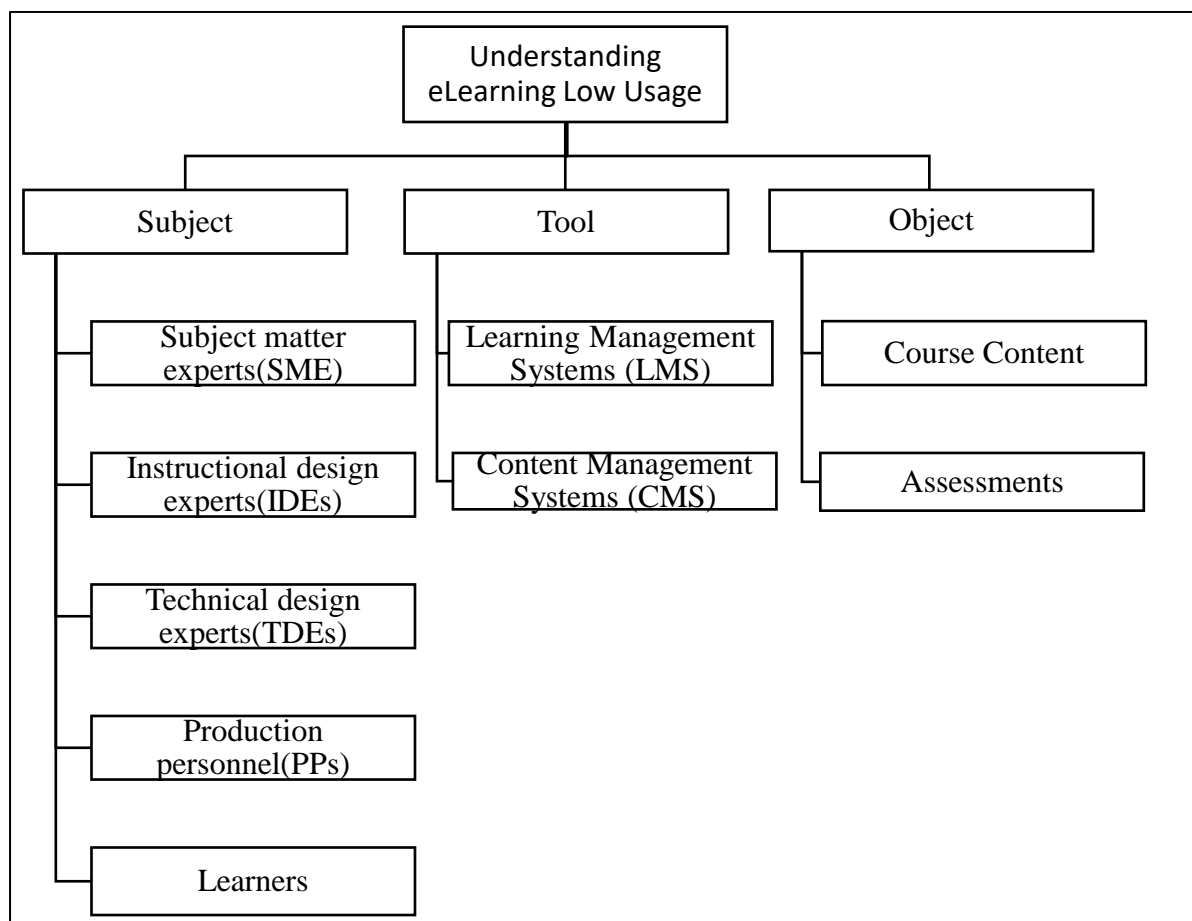 Understanding
eLearning Low Usage
Subject
Tool
Object
Subject matter
experts(SME)
Learning Management
Systems (LMS)
Course Content
Instructional design
experts(IDEs)
Content Management
Systems (CMS)
Assessments
Technical design
experts(TDEs)
Production
personnel(PPs)
Learners